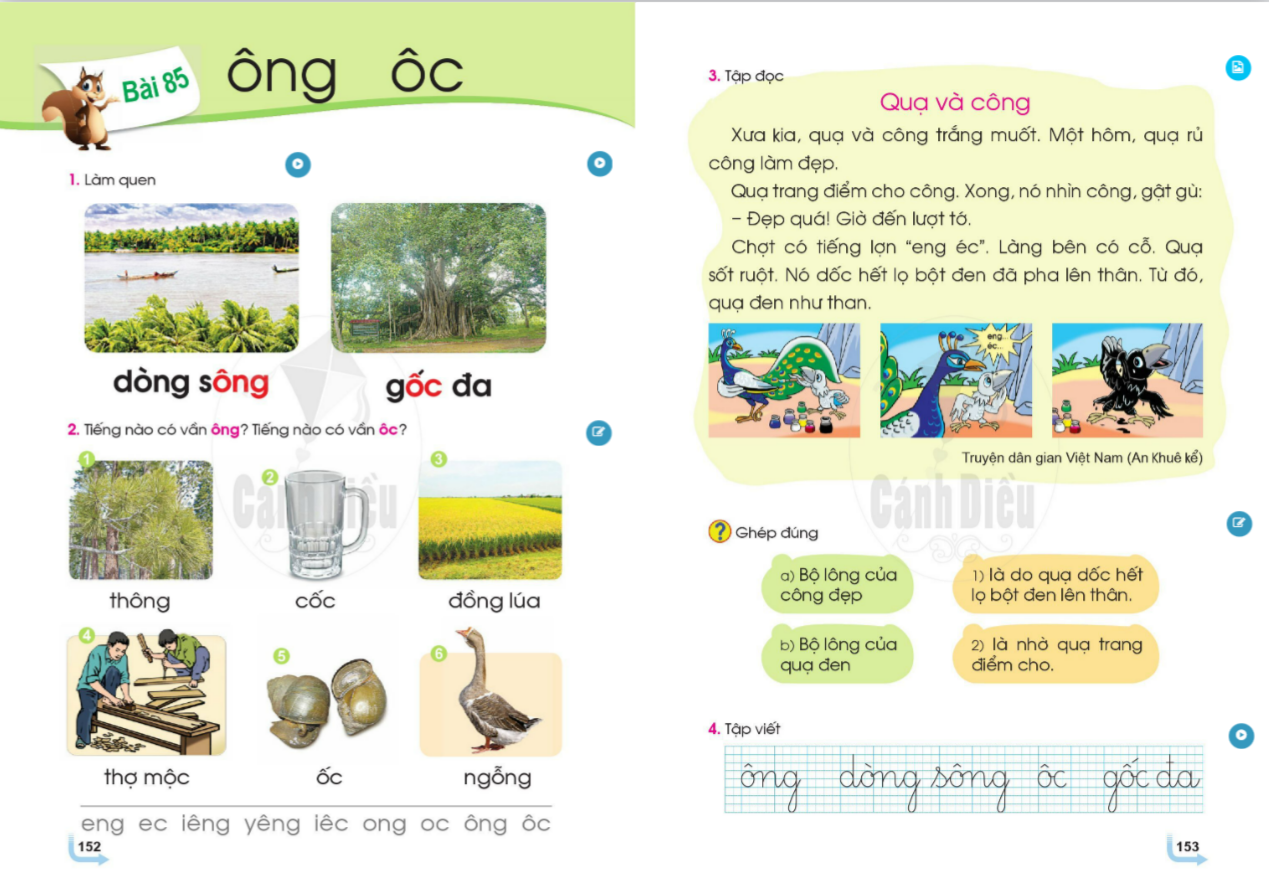 Bài 85
ông ôc
1. Làm quen
dòng sông
gốc đa
2. Tiếng nào có vần ông? Tiếng nào có vần ôc?
1
2
3
thông
cốc
đồng lúa
4
5
6
thợ mộc
ốc
ngỗng
eng ec iêng yêng iêc ong oc ông ôc
152
3. Tập đọc
Quạ và công
Xưa kia, quạ và công trắng muốt. Một hôm, quạ rủ
công làm đẹp.
Quạ trang điểm cho công. Xong, nó nhìn công, gật gù:
– Đẹp quá! Giờ đến lượt tớ.
Chợt có tiếng lợn “eng éc”. Làng bên có cỗ. Quạ
sốt ruột. Nó dốc hết lọ bột đen đã pha lên thân. Từ đó,
quạ đen như than.
eng...
éc...
Truyện dân gian Việt Nam (An Khuê kể)
Cánh Diều
Cánh Diều
? Ghép đúng
a) Bộ lông của
công đẹp
1) là do quạ dốc hết
lọ bột đen lên thân.
b) Bộ lông của
quạ đen
2) là nhờ quạ trang
điểm cho.
4. Tập viết
ông dòng sông ôc gốc đa
153